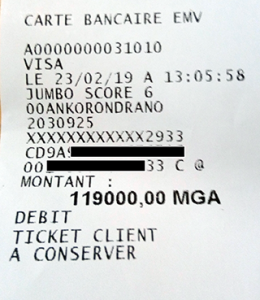 CARTE BANCAIRE EMV
A0000000031010
VISA
LE 23/02/19 A 13:05:58
JUMBO SCORE 6
00ANKORONDRANO
2030925
XXXXXXXXXXXX2933
CD9A
00 33 C @
MONTANT :
119000,00 MGA
DEBIT
TICKET CLIENT
A CONSERVER